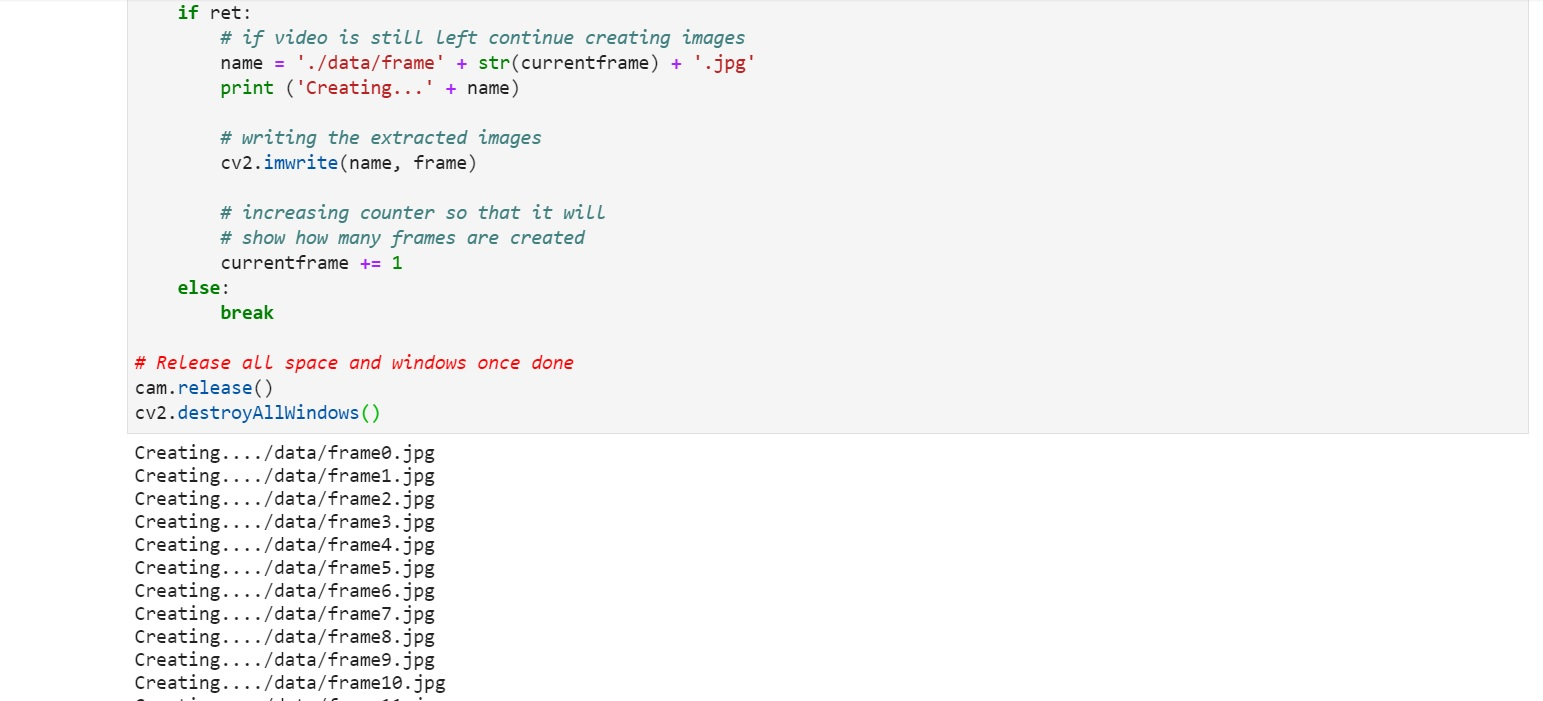 if ret:
# if video is still left continue creating images
name = './data/frame' + str(currentframe) + '.jpg'
print ('Creating...' + name)
# writing the extracted images
cv2.imwrite(name, frame)
# increasing counter so that it will
# show how many frames are created
currentframe += 1
else:
break
# Release all space and windows once done
cam.release()
cv2.destroyAllWindows()
Creating..../data/frame0.jpg
Creating..../data/frame1.jpg
Creating..../data/frame2.jpg
Creating..../data/frame3.jpg
Creating..../data/frame4.jpg
Creating..../data/frame5.jpg
Creating..../data/frame6.jpg
Creating..../data/frame7.jpg
Creating..../data/frame8.jpg
Creating..../data/frame9.jpg
Creating..../data/frame10.jpg